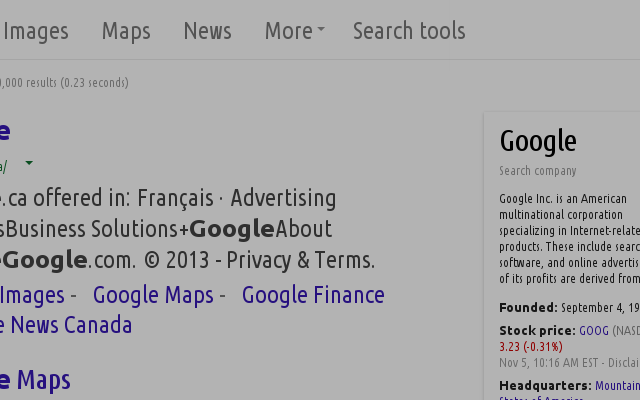 Images Maps News More Search tools
0,000 results (0.23 seconds)
e
a/
e.ca offered in: Français · Advertising
sBusiness Solutions+GoogleAbout
eGoogle.com. © 2013 - Privacy & Terms.
Images - Google Maps - Google Finance
e News Canada
e Maps
Google
Search company
Google Inc. is an American
multinational corporation
specializing in Internet-relate
products. These include searc
software, and online advertis
of its profits are derived from
Founded: September 4, 19
Stock price: GOOG (NASD
3.23 (-0.31%)
Nov 5, 10:16 AM EST - Disclai
Headquarters: Mountain